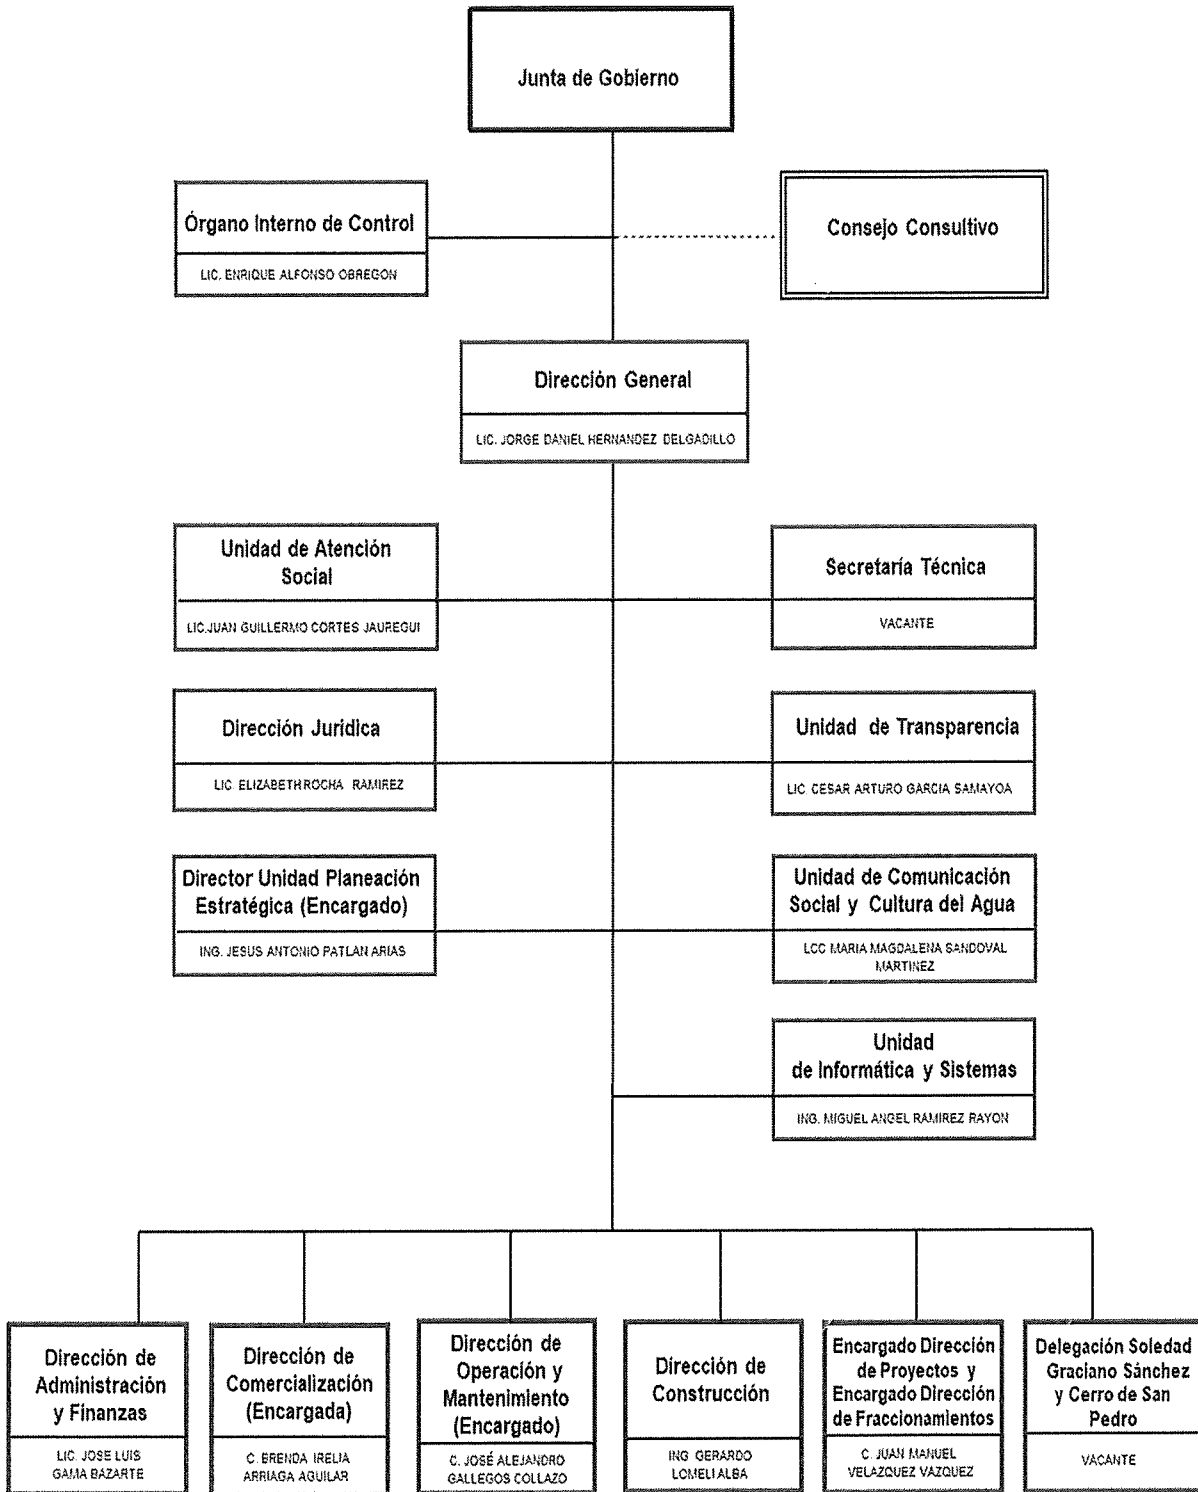 Junta de Gobierno
Órgano Interno de Control
LIC. ENRIQUE ALFONSO OBREGON
Consejo Consultivo
Dirección General
LIC. JORGE DANIEL HERNANDEZ DELGADILLO
Unidad de Atención
Social
LIC.JUAN GUILLERMO CORTES JAUREGUI
Secretaría Técnica
VACANTE
Dirección Jurídica
LIC. ELIZABETH ROCHA RAMIREZ
Unidad de Transparencia
LIC. CESAR ARTURO GARCIA SAMAYOA
Director Unidad Planeación
Estratégica (Encargado)
ING. JESUS ANTONIO PATLAN ARIAS
Unidad de Comunicación
Social y Cultura del Agua
LCC MARIA MAGDALENA SANDOVAL
MARTINEZ
Unidad
de Informática y Sistemas
ING. MIGUEL ANGEL RAMIREZ RAYON
Dirección de
Administración
y Finanzas
LIC. JOSE LUIS
GAMA BAZARTE
Dirección de
Comercialización
(Encargada)
C. BRENDA IRELIA
ARRIAGA AGUILAR
Dirección de
Operación y
Mantenimiento
(Encargado)
C. JOSÉ ALEJANDRO
GALLEGOS COLLAZO
Dirección de
Construcción
ING GERARDO
LOMELI ALBA
Encargado Dirección
de Proyectos y
Encargado Dirección
de Fraccionamientos
C. JUAN MANUEL
VELAZQUEZ VAZQUEZ
Delegación Soledad
Graciano Sánchez
y Cerro de San
Pedro
VACANTE